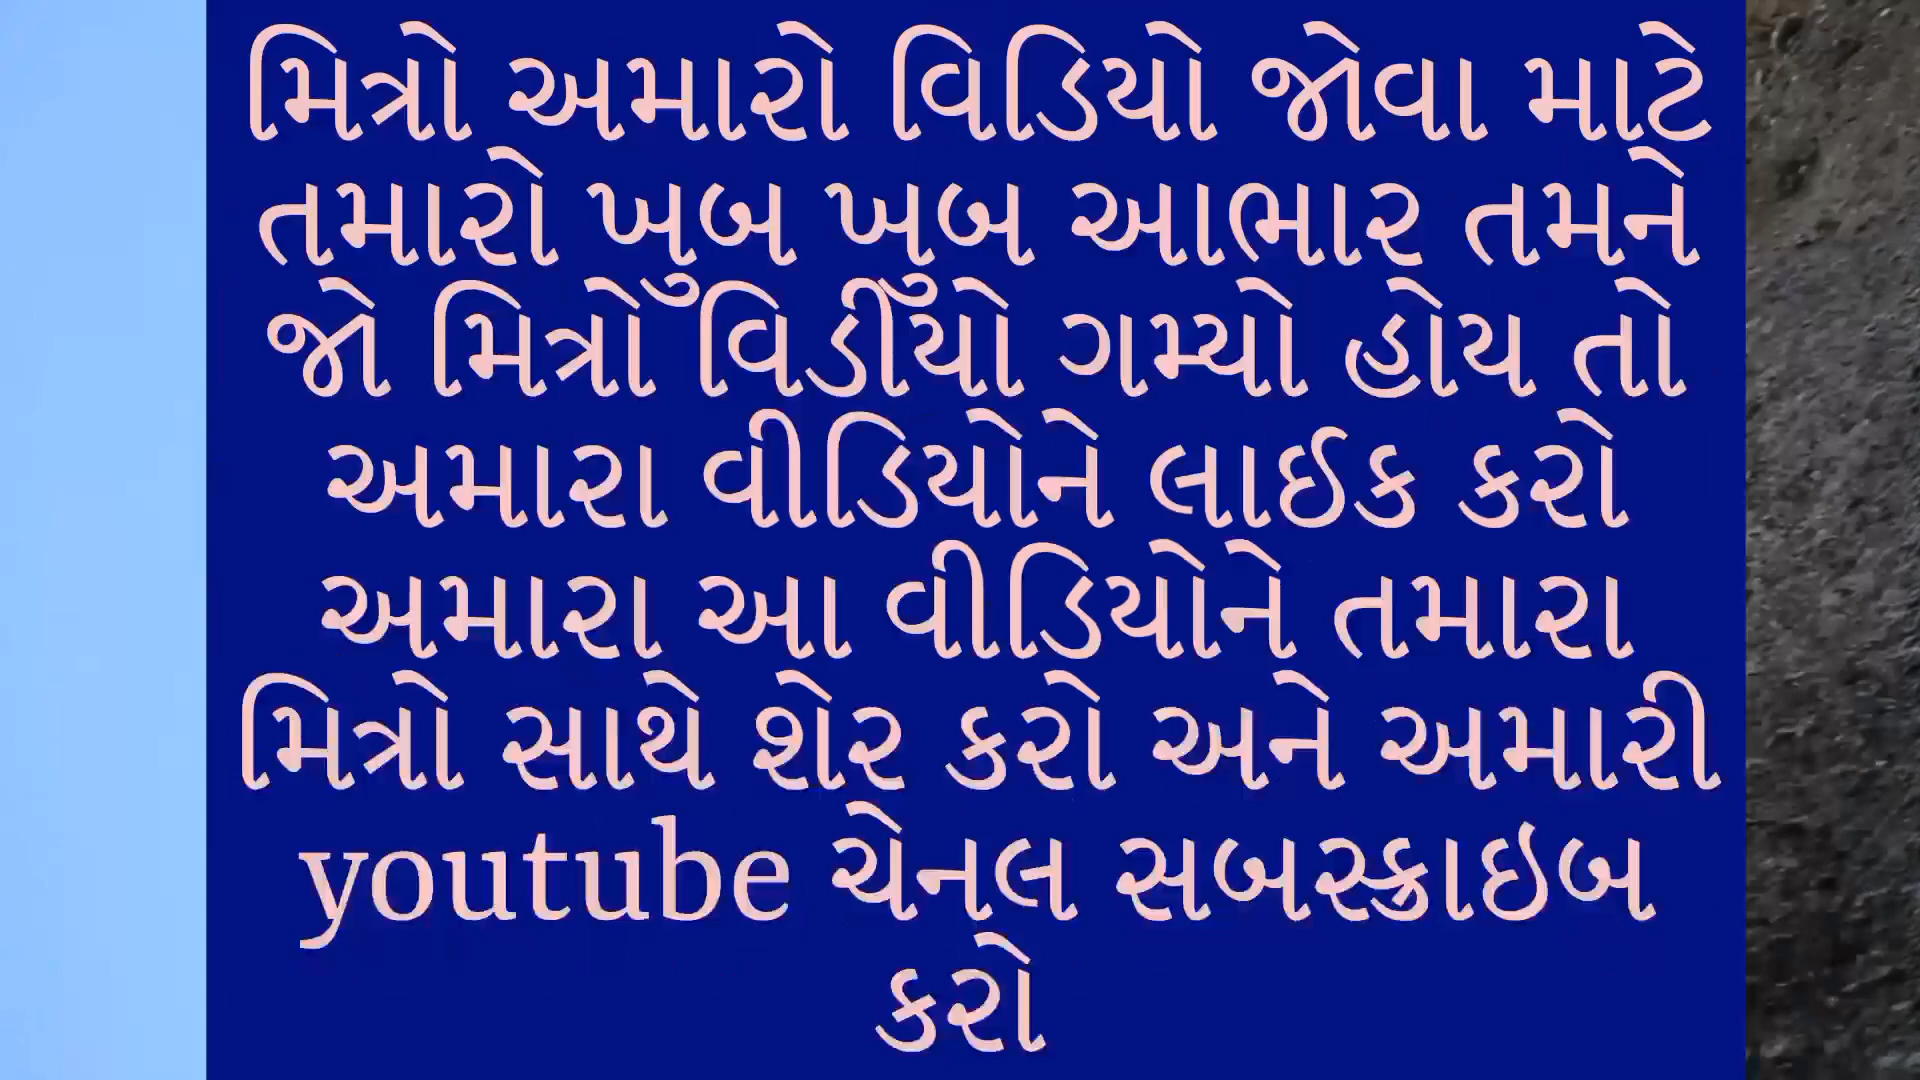 મિત્રો અમારો વિડિયો જોવા માટે
તમારો ખુબ ખુબ આભાર તમને
જો મિત્રો વિડીયો ગમ્યો હોય તો
અમારા વીડિયોને લાઈક કરો
અમારા આ વીડિયોને તમારા
મિત્રો સાથે શેર કરો અને અમારી
youtube ચેનલ સબસ્ક્રાઇબ
કરો